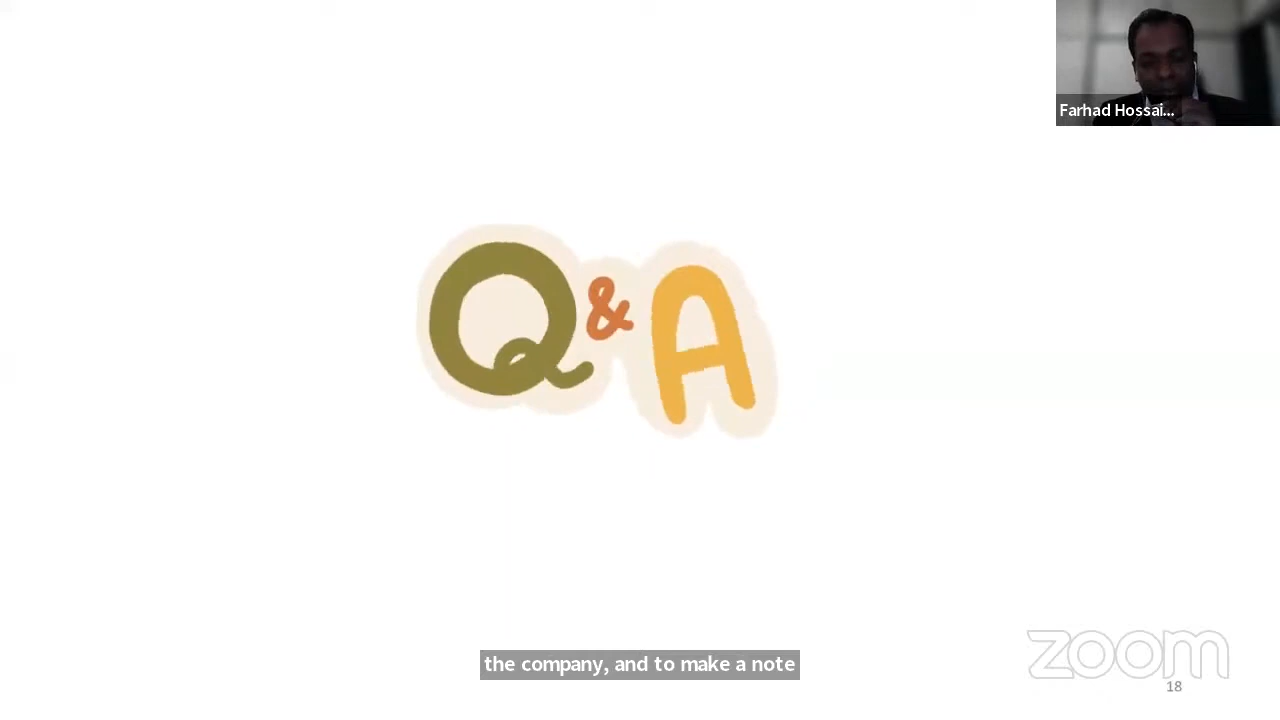 Farhad Hossai...
Q & A
the company, and to make a note
zoom
18